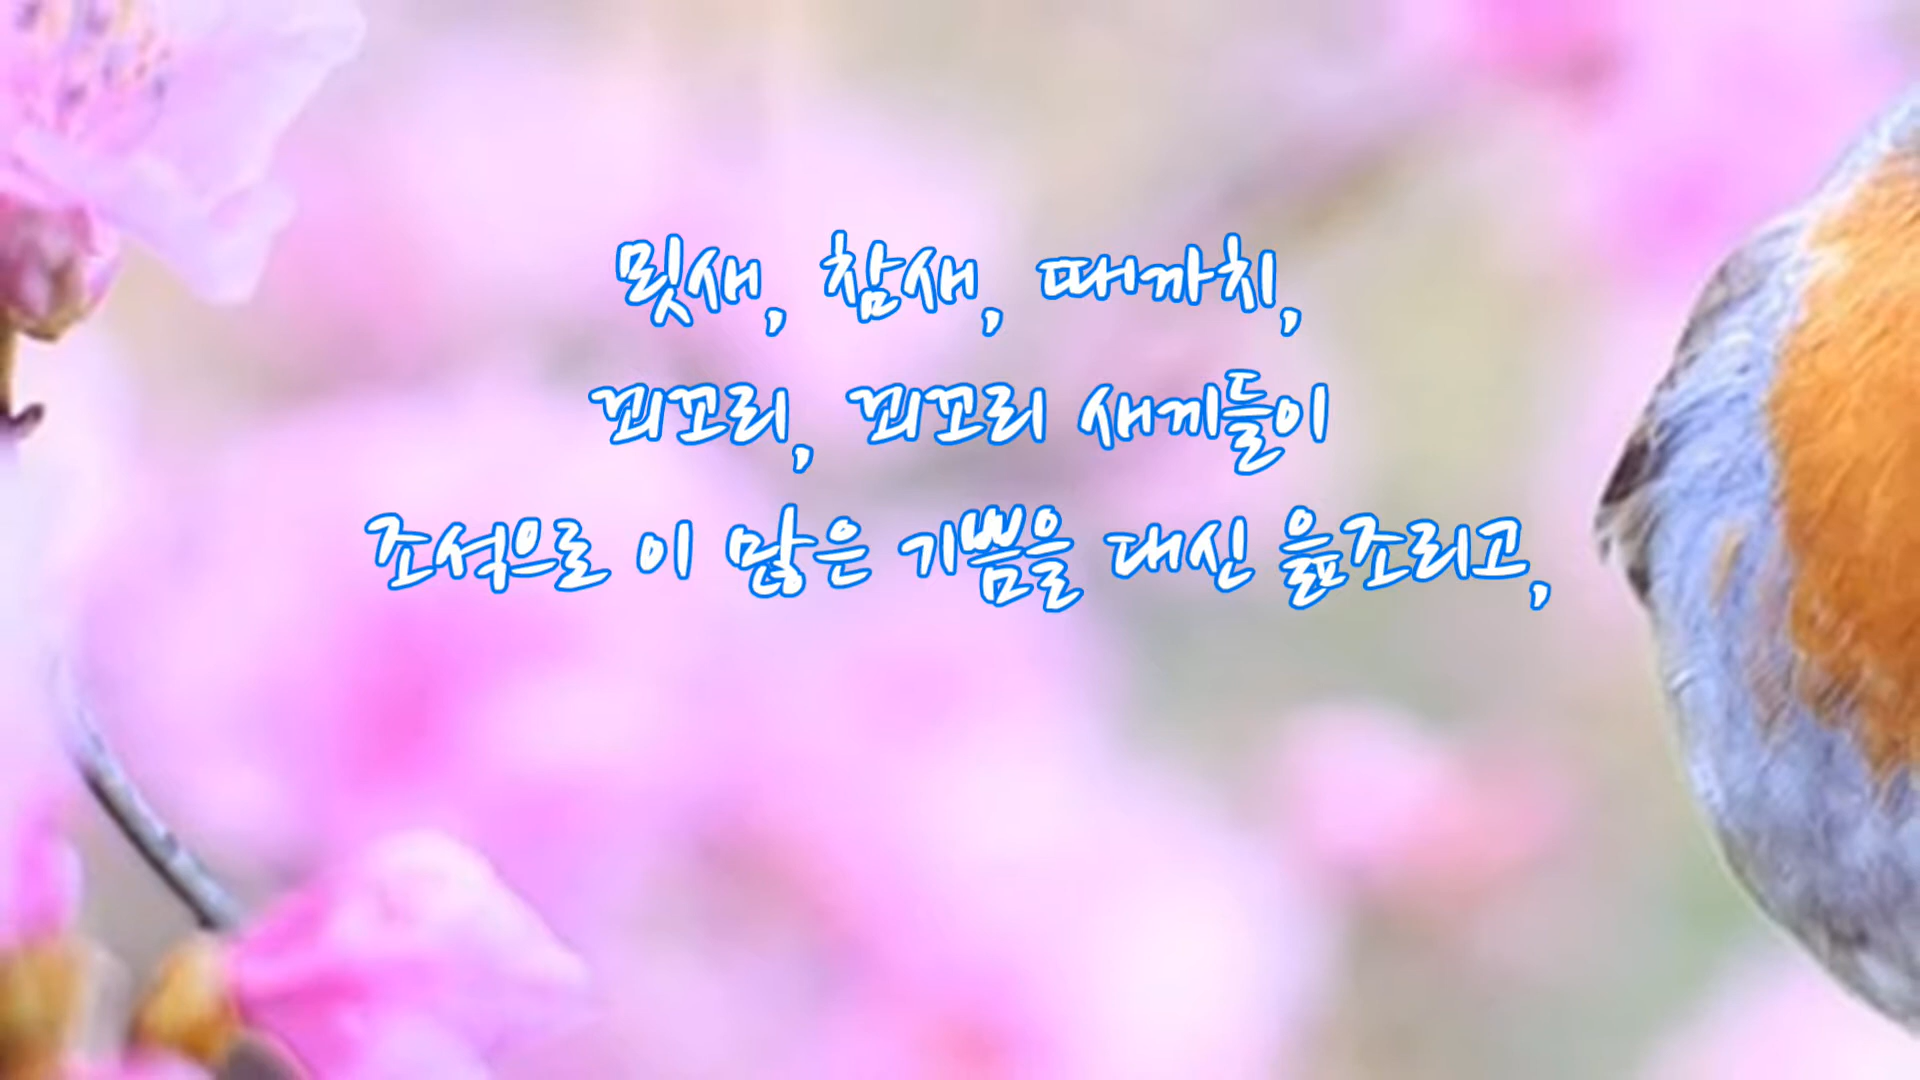 묏새, 참새, 때까치,
꾀꼬리, 꾀꼬리 새끼들이
조석으로 이 많은 기쁨을 대신 읊조리고,